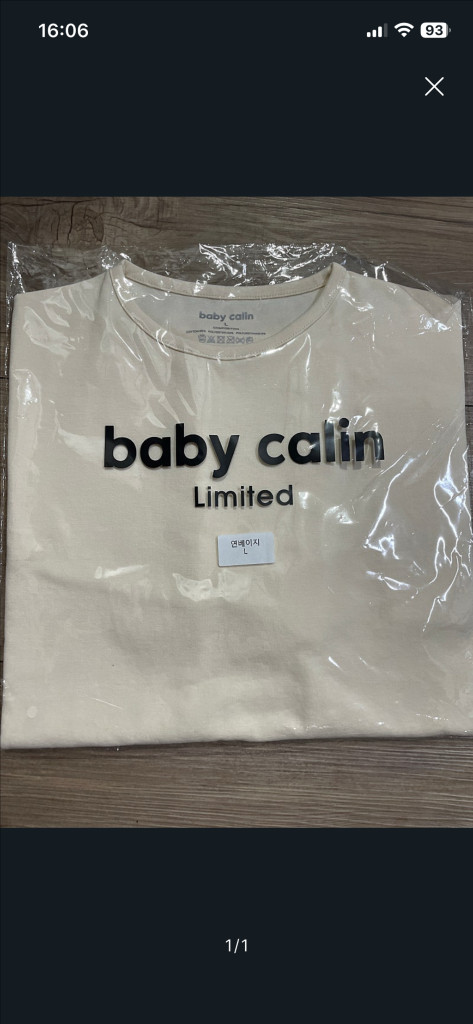 16:06
93
baby calin
L
baby calin
Limited
연베이지
L
1/1